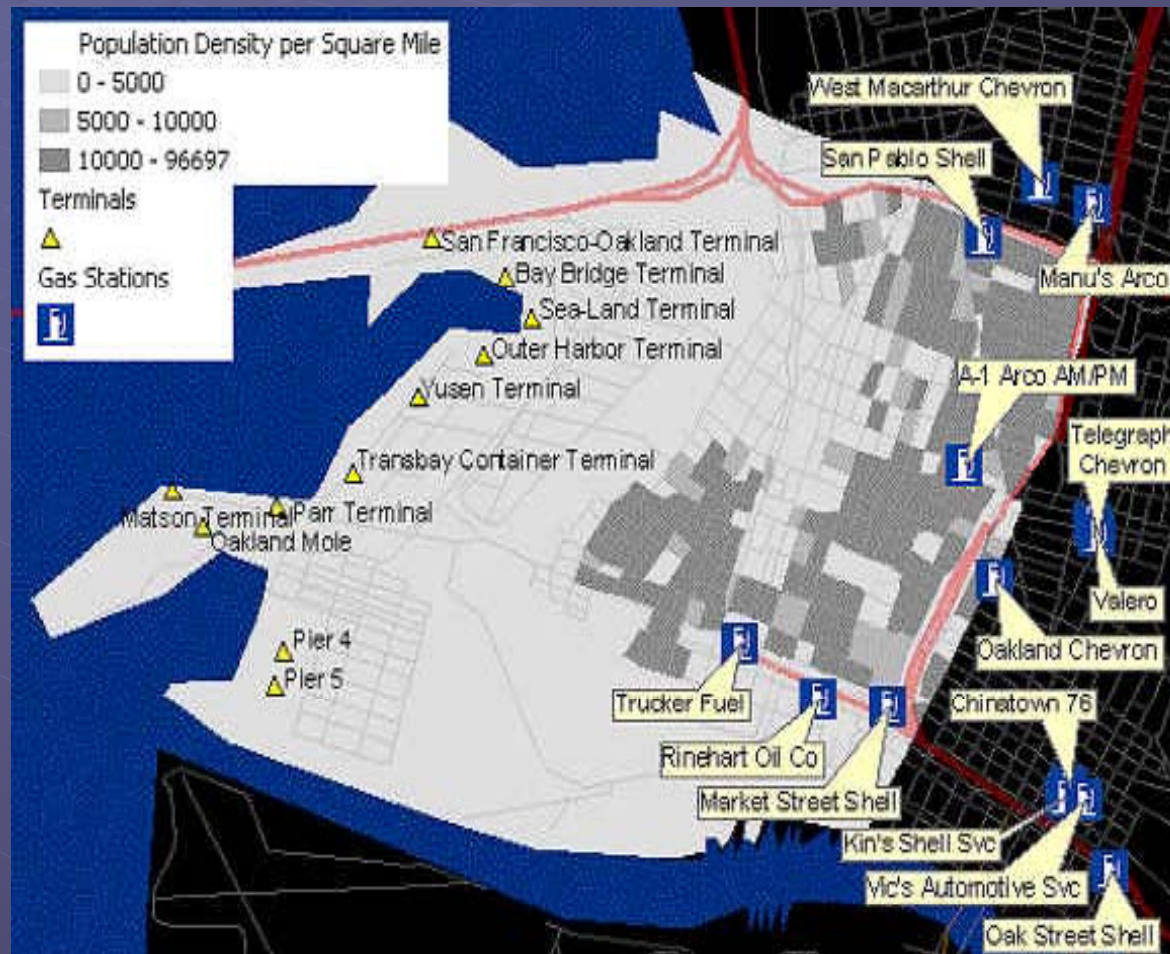 Population Density per Square Mile
0 - 5000
5000 - 10000
10000 - 96697
Terminals
Gas Stations
West Macarthur Chevron
San Pablo Shell
Manu's Arco
San Francisco-Oakland Terminal
Bay Bridge Terminal
Sea-Land Terminal
Outer Harbor Terminal
Yusen Terminal
A-1 Arco AM/PM
Telegraph
Chevron
Transbay Container Terminal
Matson Terminal
Parr Terminal
Oakland Mole
Valero
Oakland Chevron
Pier 4
Pier 5
Trucker Fuel
Chinatown 76
Rinehart Oil Co
Market Street Shell
Kin's Shell Svc
Vic's Automotive Svc
Oak Street Shell